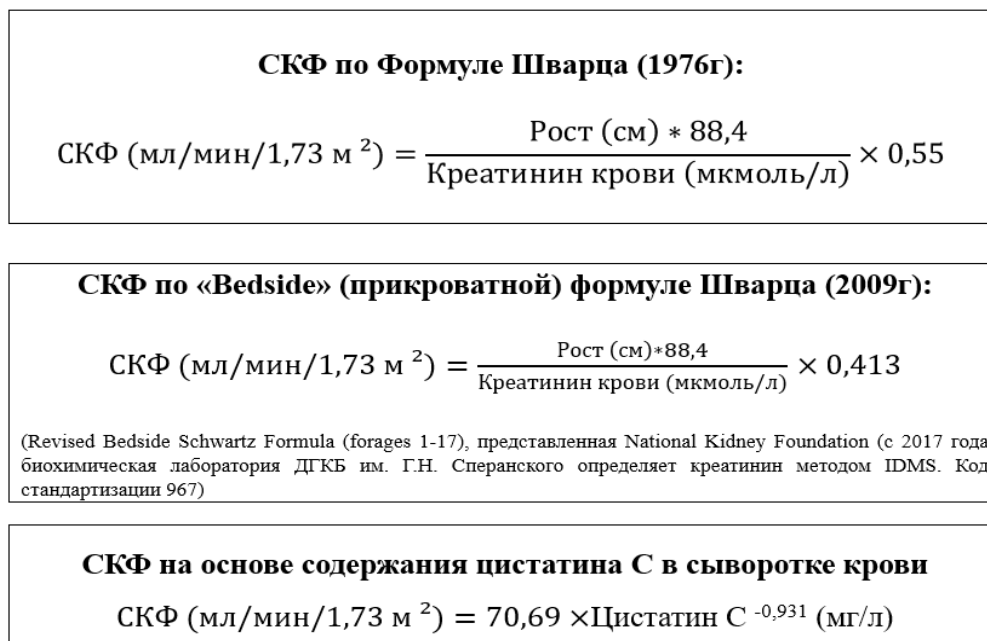 СКФ по Формуле Шварца (1976г):
СКФ (мл/мин/1,73 м ²) = Рост (см) * 88,4 / Креатинин крови (мкмоль/л) × 0,55
СКФ по «Bedside» (прикроватной) формуле Шварца (2009г):
СКФ (мл/мин/1,73 м ²) = Рост (см)*88,4 / Креатинин крови (мкмоль/л) × 0,413
(Revised Bedside Schwartz Formula (forages 1-17), представленная National Kidney Foundation (с 2017 года
биохимическая лаборатория ДГКБ им. Г.Н. Сперанского определяет креатинин методом IDMS. Код
стандартизации 967)
СКФ на основе содержания цистатина С в сыворотке крови
СКФ (мл/мин/1,73 м ²) = 70,69 ×Цистатин С ⁻⁰,⁹³¹ (мг/л)